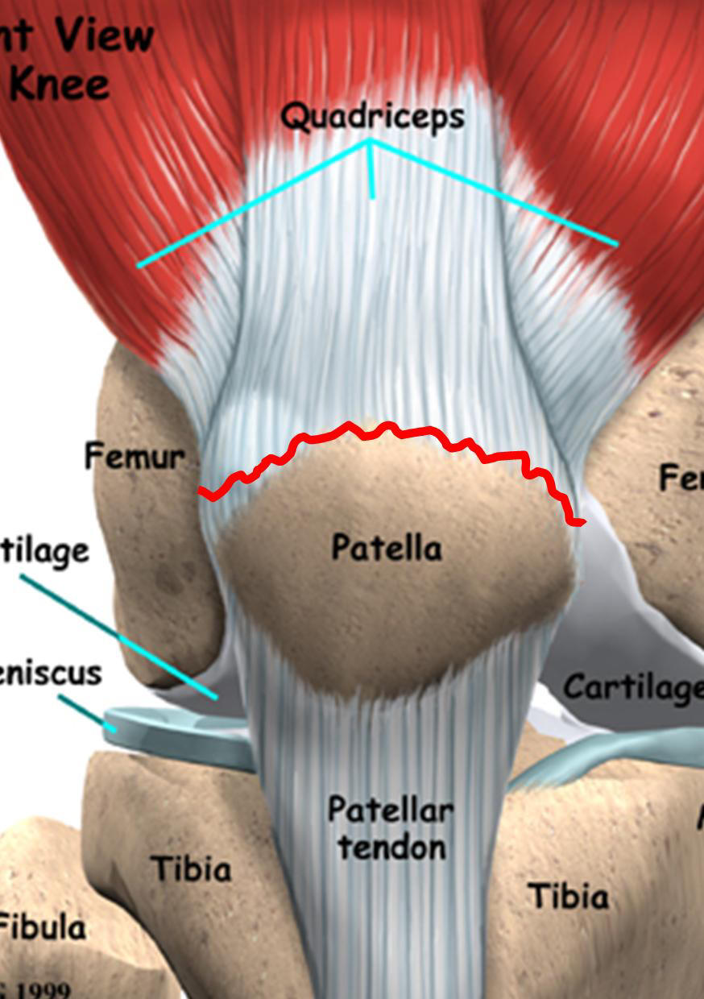 nt View
Knee
Quadriceps
Femur
Fe
tilage
Patella
eniscus
Cartilage
Patellar
tendon
Tibia
Tibia
Fibula
1999